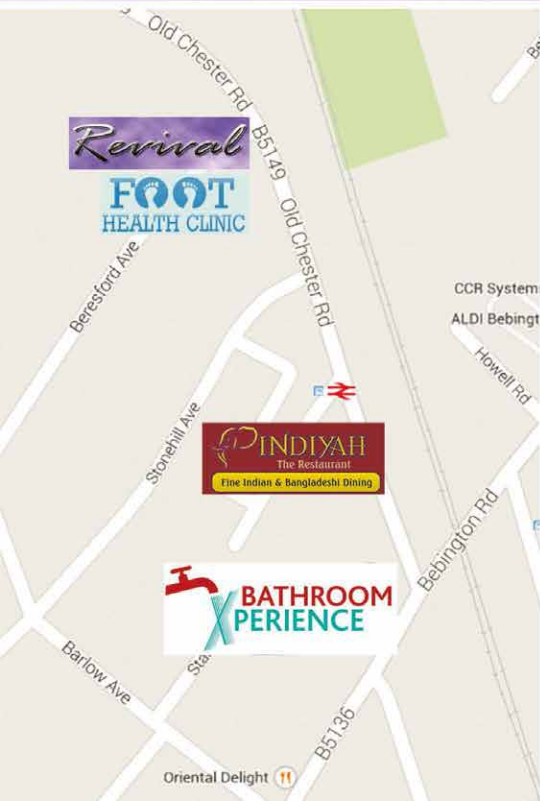 Old Chester Rd
B5149
Revival
FOOT
HEALTH CLINIC
Old Chester Rd
Beresford Ave
CCR System
ALDI Bebingt
Howell Rd
Stonehill Ave
PINDIYAH
The Restaurant
Fine Indian & Bangladeshi Dining
Bebington Rd
BATHROOM
XPERIENCE
Barlow Ave
B5136
Oriental Delight